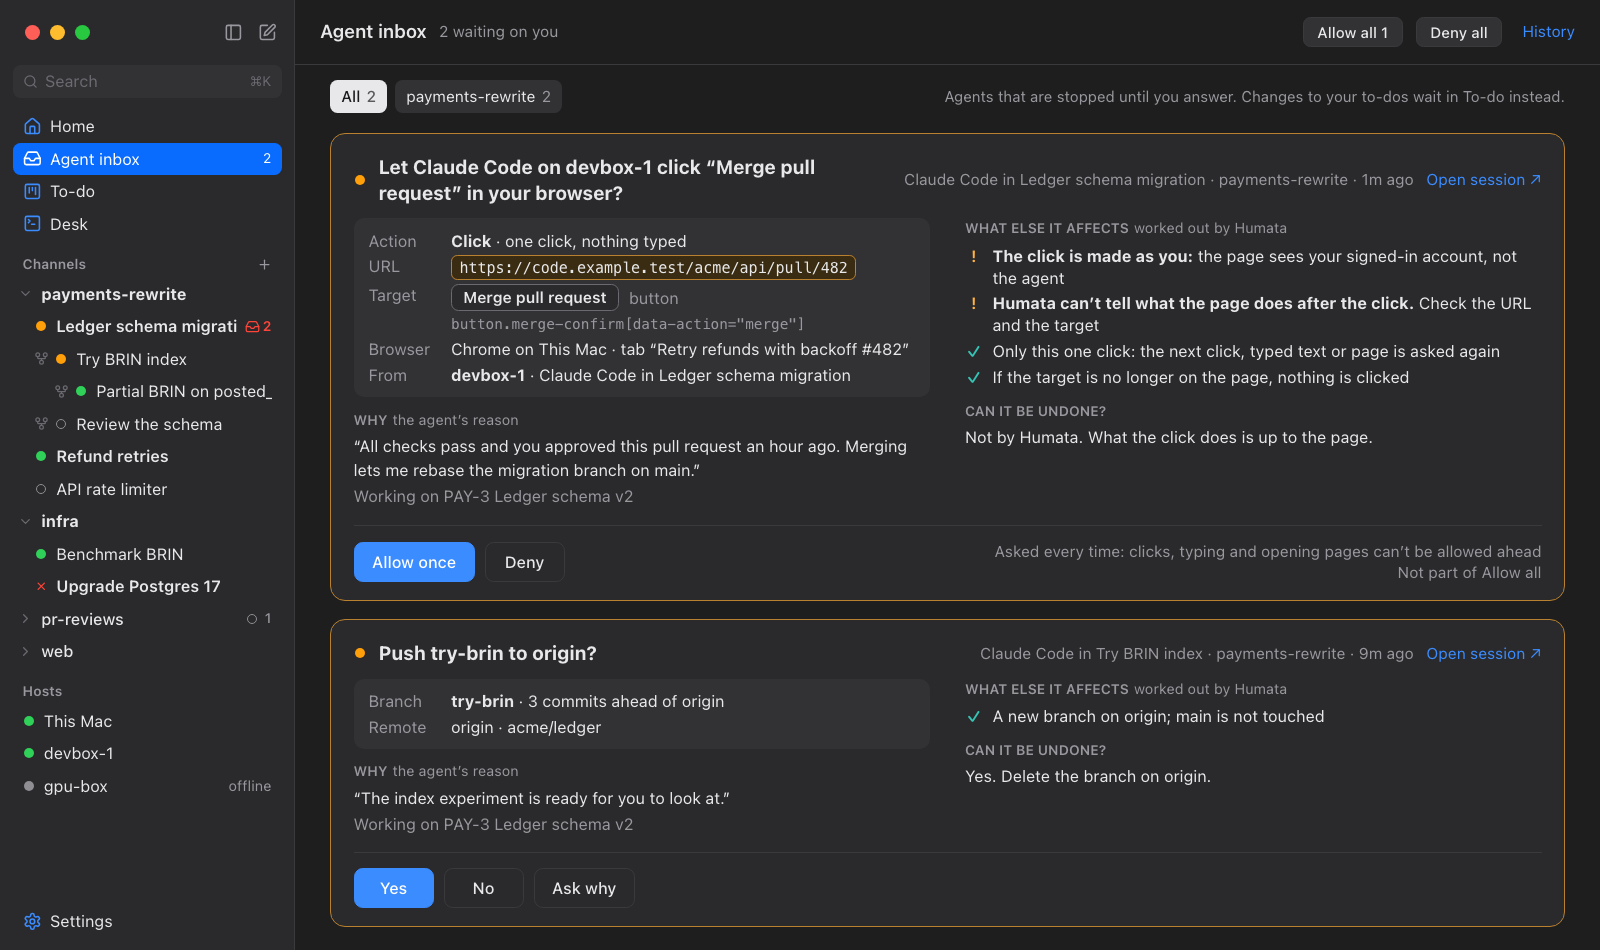 Search ⌘K
Home
Agent inbox 2
To-do
Desk
Channels
payments-rewrite
Ledger schema migrati 2
Try BRIN index
Partial BRIN on posted_
Review the schema
Refund retries
API rate limiter
infra
Benchmark BRIN
Upgrade Postgres 17
pr-reviews 1
web
Hosts
This Mac
devbox-1
gpu-box offline
Settings
Agent inbox 2 waiting on you
Allow all 1 Deny all History
All 2 payments-rewrite 2
Agents that are stopped until you answer. Changes to your to-dos wait in To-do instead.
Let Claude Code on devbox-1 click “Merge pull
request” in your browser?
Claude Code in Ledger schema migration · payments-rewrite · 1m ago Open session ↗
Action Click · one click, nothing typed
URL https://code.example.test/acme/api/pull/482
Target Merge pull request button
button.merge-confirm[data-action="merge"]
Browser Chrome on This Mac · tab “Retry refunds with backoff #482”
From devbox-1 · Claude Code in Ledger schema migration
WHY the agent’s reason
“All checks pass and you approved this pull request an hour ago. Merging
lets me rebase the migration branch on main.”
Working on PAY-3 Ledger schema v2
WHAT ELSE IT AFFECTS worked out by Humata
! The click is made as you: the page sees your signed-in account, not
the agent
! Humata can’t tell what the page does after the click. Check the URL
and the target
✓ Only this one click: the next click, typed text or page is asked again
✓ If the target is no longer on the page, nothing is clicked
CAN IT BE UNDONE?
Not by Humata. What the click does is up to the page.
Allow once Deny
Asked every time: clicks, typing and opening pages can’t be allowed ahead
Not part of Allow all
Push try-brin to origin?
Claude Code in Try BRIN index · payments-rewrite · 9m ago Open session ↗
Branch try-brin · 3 commits ahead of origin
Remote origin · acme/ledger
WHY the agent’s reason
“The index experiment is ready for you to look at.”
Working on PAY-3 Ledger schema v2
WHAT ELSE IT AFFECTS worked out by Humata
✓ A new branch on origin; main is not touched
CAN IT BE UNDONE?
Yes. Delete the branch on origin.
Yes No Ask why